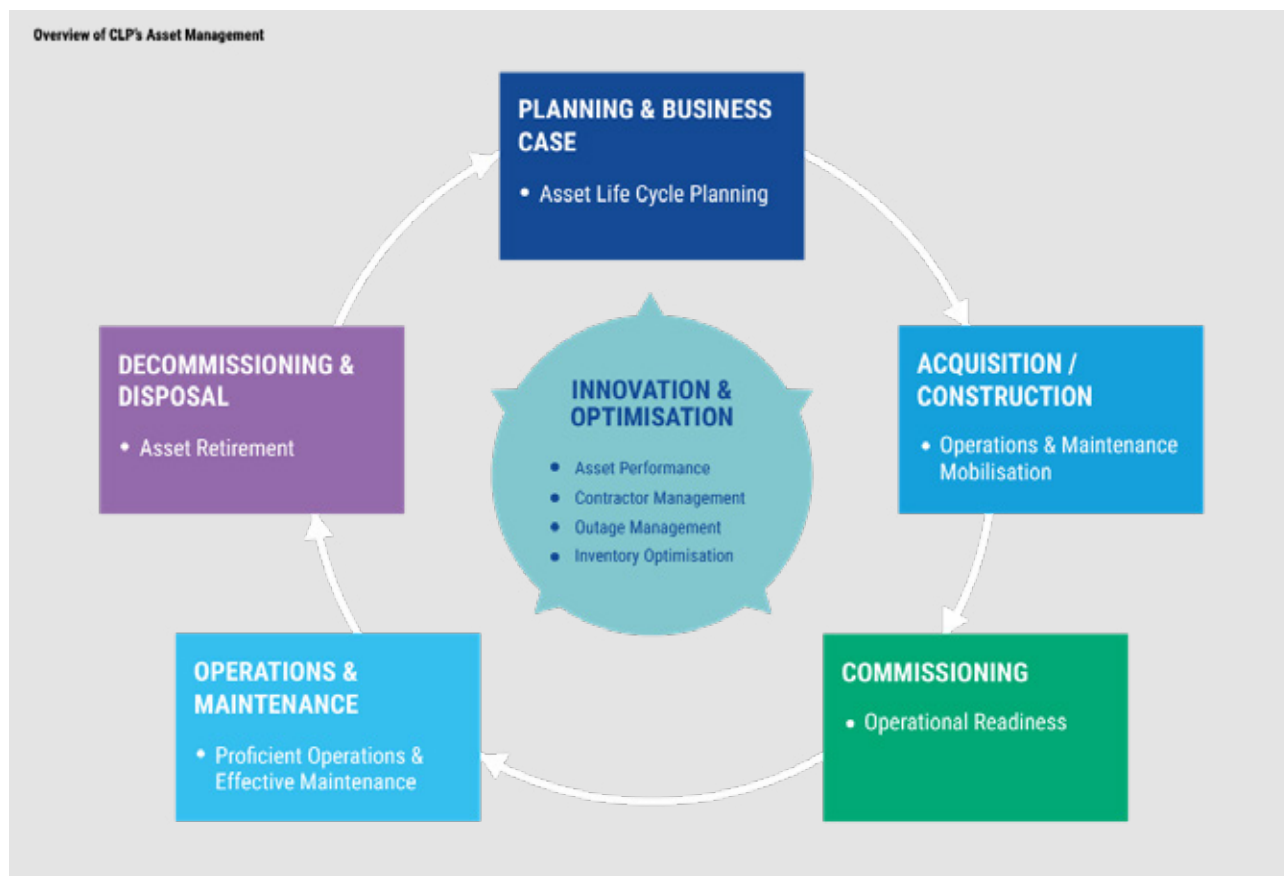 Overview of CLP's Asset Management
PLANNING & BUSINESS
CASE
• Asset Life Cycle Planning
ACQUISITION /
CONSTRUCTION
• Operations & Maintenance
Mobilisation
COMMISSIONING
• Operational Readiness
OPERATIONS &
MAINTENANCE
• Proficient Operations &
Effective Maintenance
DECOMMISSIONING &
DISPOSAL
• Asset Retirement
INNOVATION &
OPTIMISATION
• Asset Performance
• Contractor Management
• Outage Management
• Inventory Optimisation